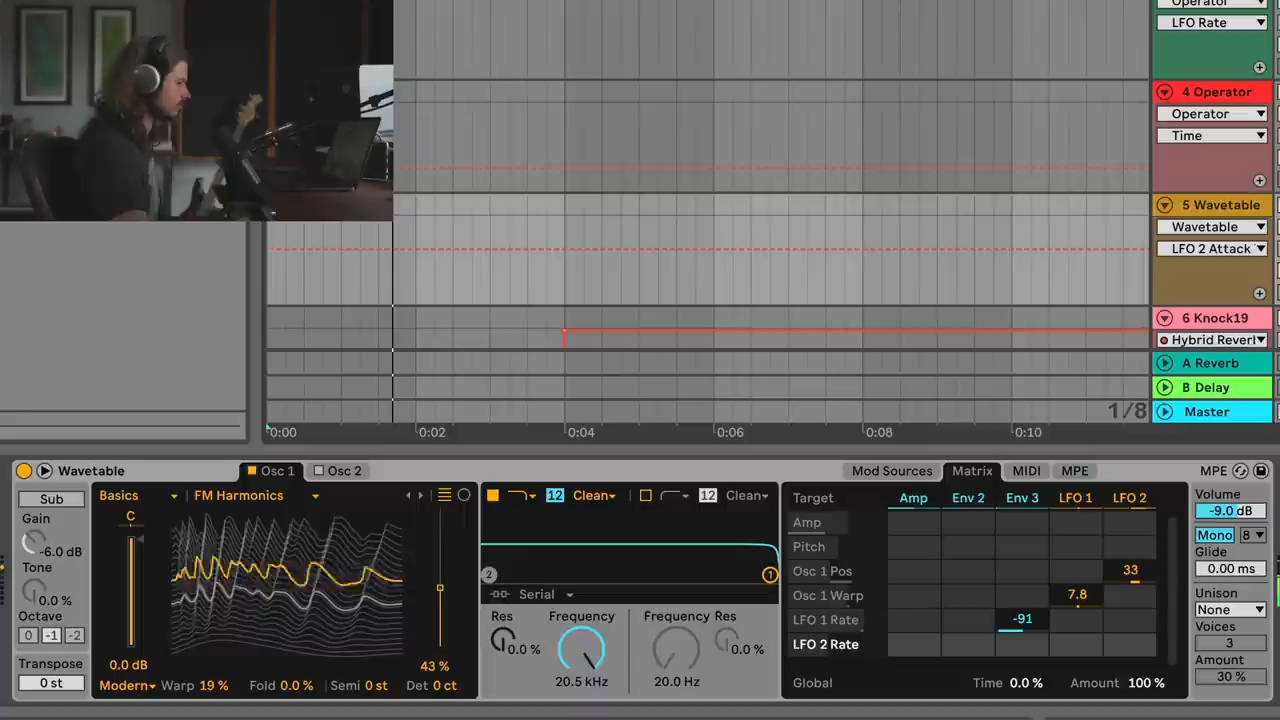 Operator
LFO Rate
4 Operator
Operator
Time
5 Wavetable
Wavetable
LFO 2 Attack
6 Knock19
Hybrid Reverl
A Reverb
B Delay
1/8
Master
0:00 0:02 0:04 0:06 0:08 0:10
Wavetable Osc 1 Osc 2 Mod Sources Matrix MIDI MPE MPE
Sub Basics FM Harmonics 12 Clean 12 Clean Target Amp Env 2 Env 3 LFO 1 LFO 2 Volume
-9.0 dB
Gain C Amp
-6.0 dB Mono 8
Pitch Glide
Tone 2 1 Osc 1 Pos 33 0.00 ms
0.0 % Serial Osc 1 Warp 7.8 Unison
None
Octave Res Frequency Frequency Res LFO 1 Rate -91
0 -1 -2 0.0 % 0.0 % LFO 2 Rate Voices
3
Transpose 0.0 dB 43 % Amount
0 st Modern Warp 19 % Fold 0.0 % Semi 0 st Det 0 ct 20.5 kHz 20.0 Hz Global Time 0.0 % Amount 100 % 30 %